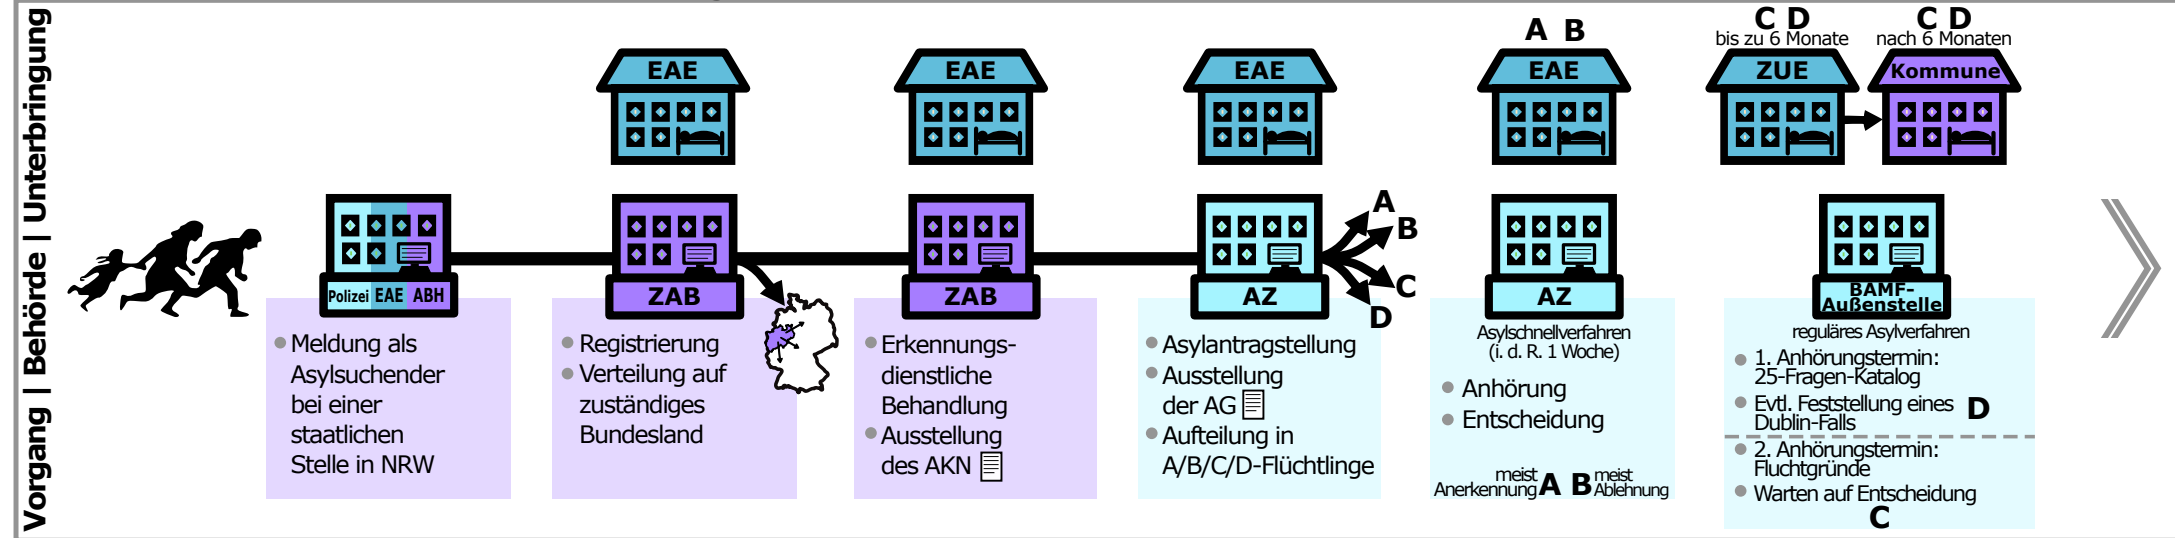 Vorgang | Behörde | Unterbringung
EAE
EAE
EAE
A B
EAE
C D
bis zu 6 Monate
ZUE
C D
nach 6 Monaten
Kommune
Polizei EAE ABH
Meldung als
Asylsuchender
bei einer
staatlichen
Stelle in NRW
ZAB
Registrierung
Verteilung auf
zuständiges
Bundesland
ZAB
Erkennungs-
dienstliche
Behandlung
Ausstellung
des AKN
AZ
A
B
C
D
Asylantragstellung
Ausstellung
der AG
Aufteilung in
A/B/C/D-Flüchtlinge
AZ
Asylschnellverfahren
(i. d. R. 1 Woche)
Anhörung
Entscheidung
meist
Anerkennung A B meist
Ablehnung
BAMF-
Außenstelle
reguläres Asylverfahren
1. Anhörungstermin:
25-Fragen-Katalog
Evtl. Feststellung eines
Dublin-Falls
D
2. Anhörungstermin:
Fluchtgründe
Warten auf Entscheidung
C